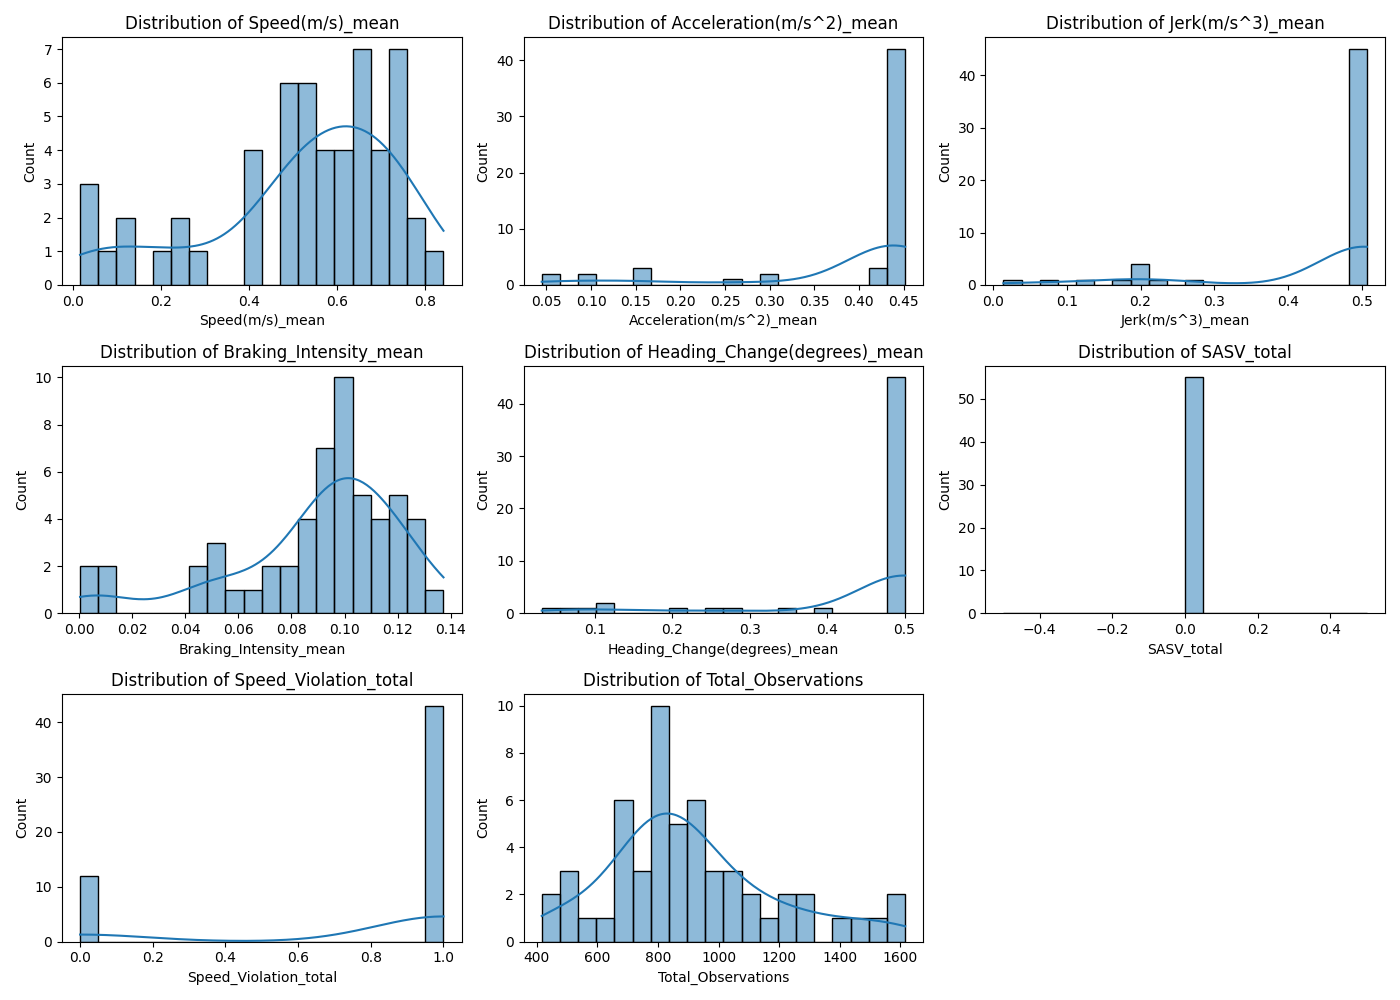 Distribution of Speed(m/s)_mean
7
6
5
4
3
2
1
0
Count
0.0 0.2 0.4 0.6 0.8
Speed(m/s)_mean
Distribution of Acceleration(m/s^2)_mean
40
30
20
10
0
Count
0.05 0.10 0.15 0.20 0.25 0.30 0.35 0.40 0.45
Acceleration(m/s^2)_mean
Distribution of Jerk(m/s^3)_mean
40
30
20
10
0
Count
0.0 0.1 0.2 0.3 0.4 0.5
Jerk(m/s^3)_mean
Distribution of Braking_Intensity_mean
10
8
6
4
2
0
Count
0.00 0.02 0.04 0.06 0.08 0.10 0.12 0.14
Braking_Intensity_mean
Distribution of Heading_Change(degrees)_mean
40
30
20
10
0
Count
0.1 0.2 0.3 0.4 0.5
Heading_Change(degrees)_mean
Distribution of SASV_total
50
40
30
20
10
0
Count
−0.4 −0.2 0.0 0.2 0.4
SASV_total
Distribution of Speed_Violation_total
40
30
20
10
0
Count
0.0 0.2 0.4 0.6 0.8 1.0
Speed_Violation_total
Distribution of Total_Observations
10
8
6
4
2
0
Count
400 600 800 1000 1200 1400 1600
Total_Observations